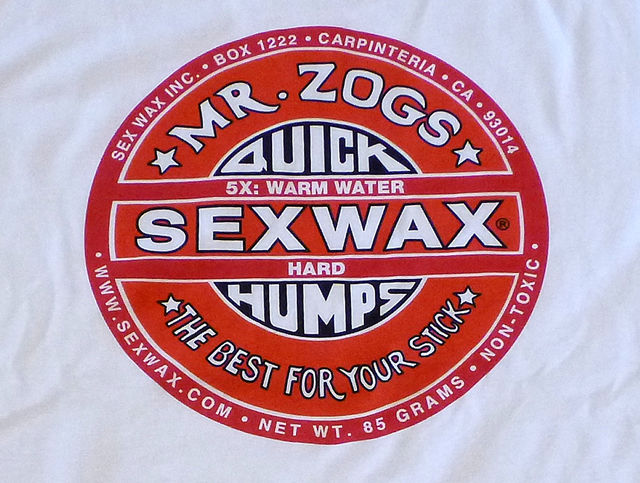 SEX WAX INC. • BOX 1222 • CARPINTERIA • CA • 93014
MR. ZOGS
QUICK
5X: WARM WATER
SEXWAX®
HARD
HUMPS
THE BEST FOR YOUR STICK
• WWW.SEXWAX.COM • NET WT. 85 GRAMS • NON-TOXIC •